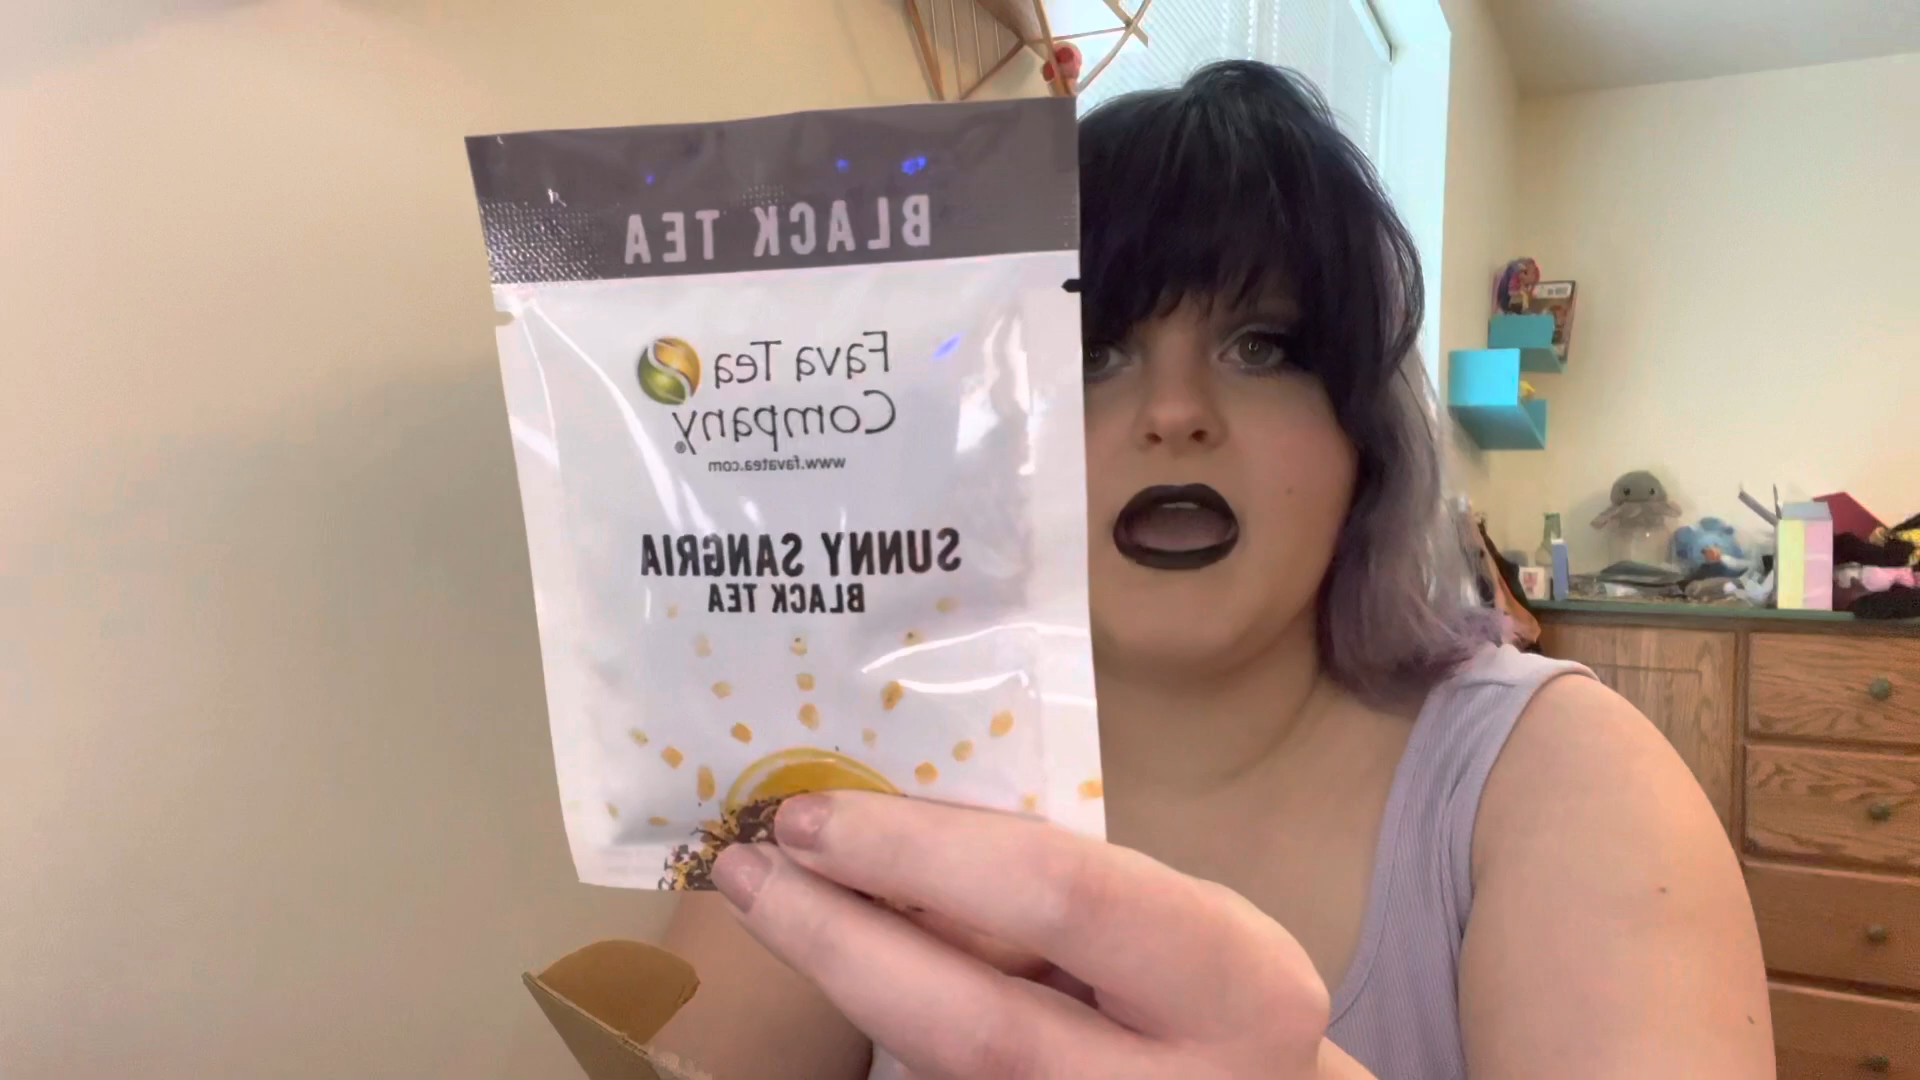 BLACK TEA
Fava Tea
Company®
www.favatea.com
SUNNY SANGRIA
BLACK TEA